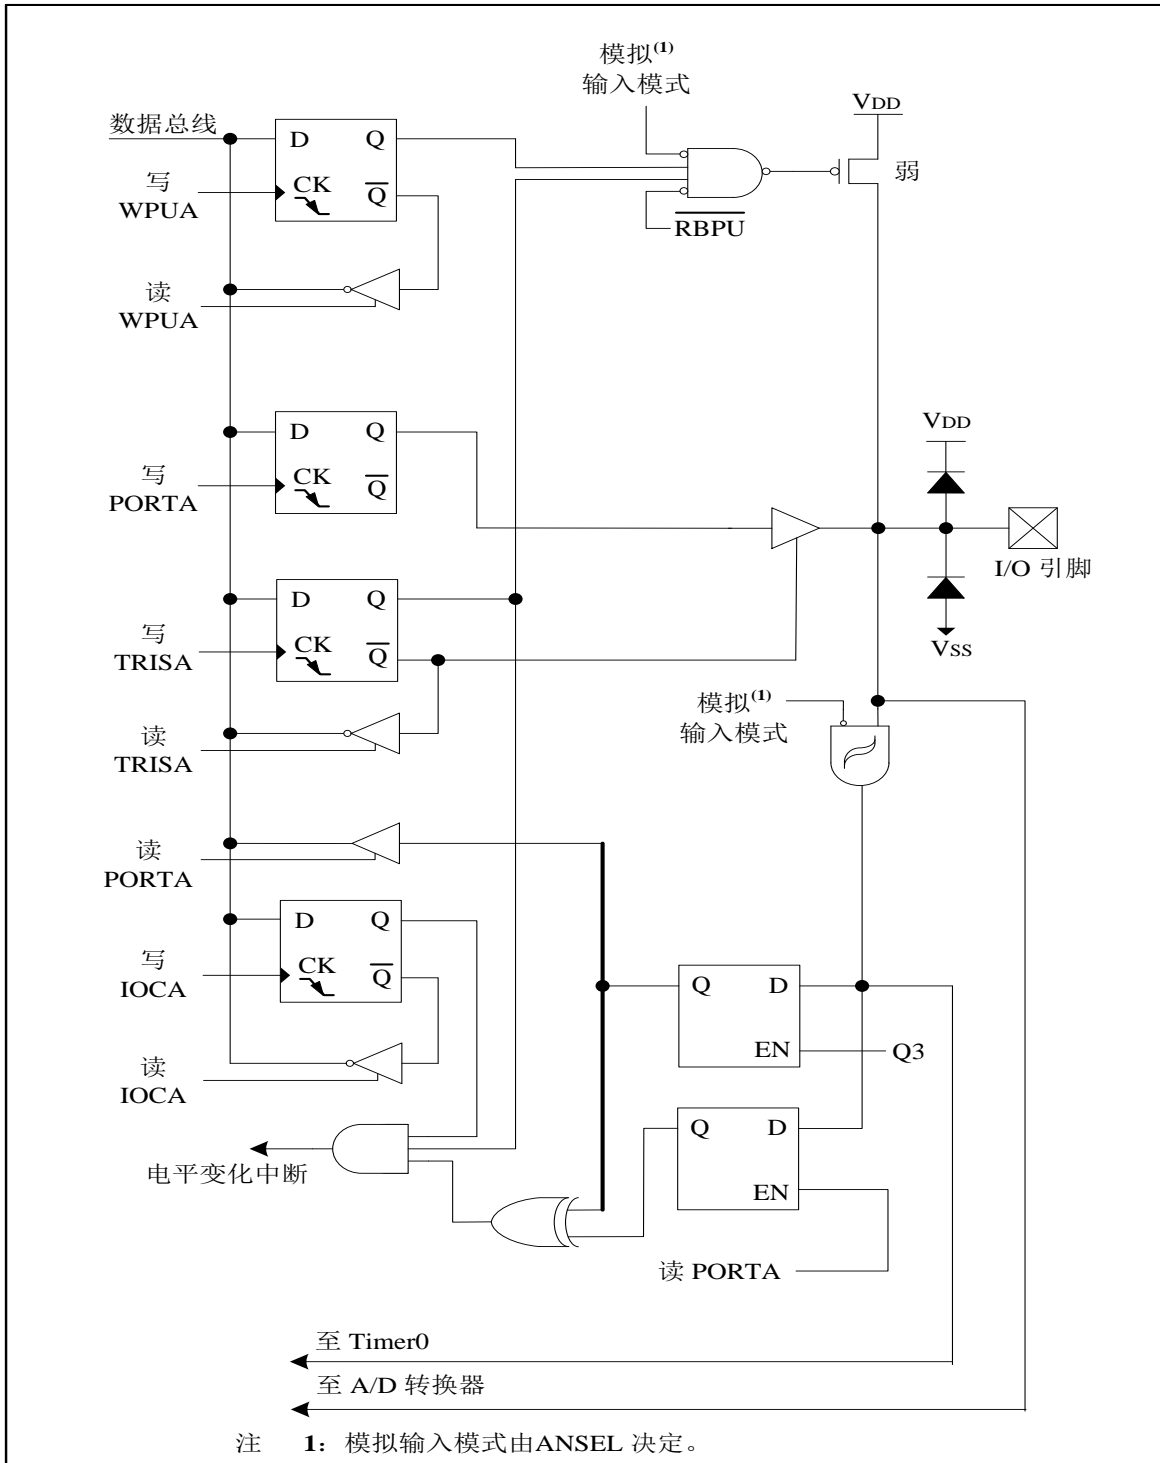 模拟(1)
输入模式
VDD
数据总线
D Q
写
WPUA
CK Q
弱
RBPU
读
WPUA
D Q
VDD
写
PORTA
CK Q
I/O 引脚
D Q
写
TRISA
CK Q
VSS
模拟(1)
输入模式
读
TRISA
读
PORTA
D Q
写
IOCA
CK Q
Q D
EN Q3
读
IOCA
Q D
电平变化中断
EN
读 PORTA
至 Timer0
至 A/D 转换器
注 1：模拟输入模式由ANSEL 决定。